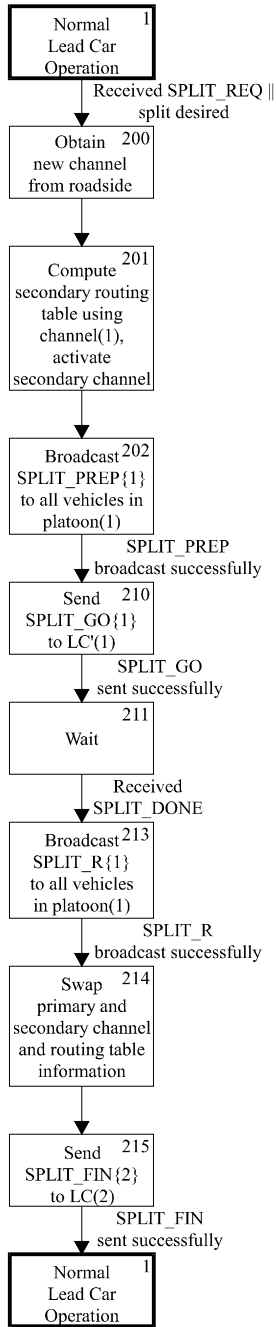 1
Normal
Lead Car
Operation
Received SPLIT_REQ ||
split desired
200
Obtain
new channel
from roadside
201
Compute
secondary routing
table using
channel(1),
activate
secondary channel
202
Broadcast
SPLIT_PREP{1}
to all vehicles in
platoon(1)
SPLIT_PREP
broadcast successfully
210
Send
SPLIT_GO{1}
to LC'(1)
SPLIT_GO
sent successfully
211
Wait
Received
SPLIT_DONE
213
Broadcast
SPLIT_R{1}
to all vehicles
in platoon(1)
SPLIT_R
broadcast successfully
214
Swap
primary and
secondary channel
and routing table
information
215
Send
SPLIT_FIN{2}
to LC(2)
SPLIT_FIN
sent successfully
1
Normal
Lead Car
Operation